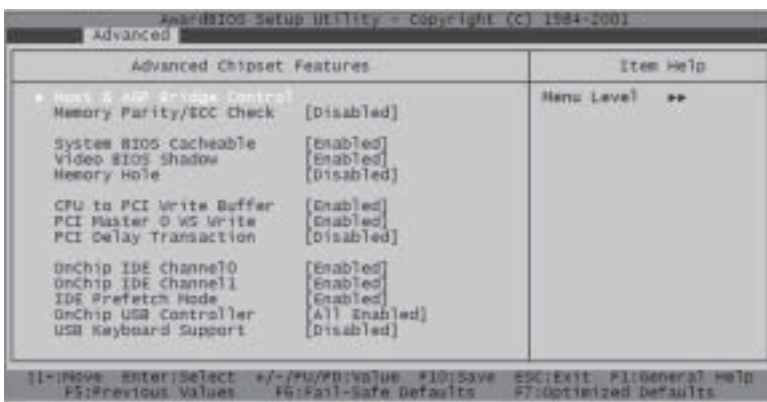 AwardBIOS Setup Utility - Copyright (C) 1984-2001
Advanced
Advanced Chipset Features
Item Help
▶ Host & AGP Bridge Control
Menu Level ▶▶
Memory Parity/ECC Check [Disabled]
System BIOS Cacheable [Enabled]
Video BIOS Shadow [Enabled]
Memory Hole [Disabled]
CPU to PCI Write Buffer [Enabled]
PCI Master 0 WS Write [Enabled]
PCI Delay Transaction [Disabled]
OnChip IDE Channel0 [Enabled]
OnChip IDE Channel1 [Enabled]
IDE Prefetch Mode [Enabled]
OnChip USB Controller [All Enabled]
USB Keyboard Support [Disabled]
:Move Enter:Select +/-/PU/PD:Value F10:Save ESC:Exit F1:General Help
F5:Previous Values F6:Fail-Safe Defaults F7:Optimized Defaults